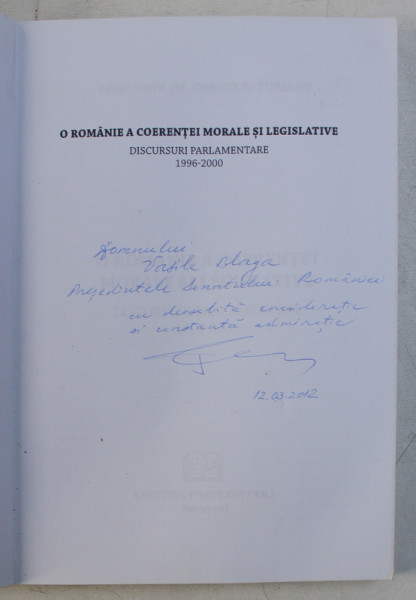 O ROMÂNIE A COERENȚEI MORALE ȘI LEGISLATIVE
DISCURSURI PARLAMENTARE
1996-2000
Domnului
Vasile Blaga
Președintele Senatului României
cu deosebită considerație
și constantă admirație
12.03.2012